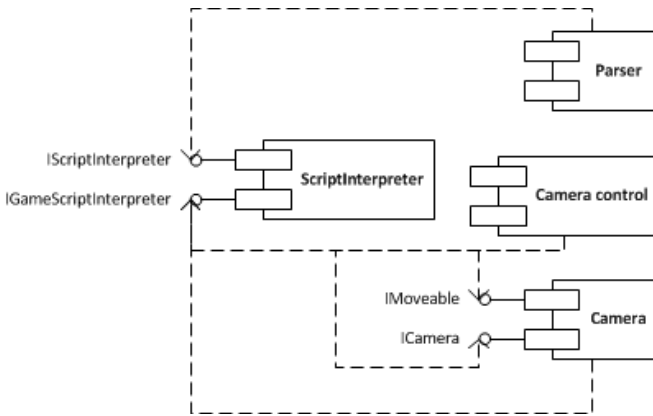 Parser
IScriptInterpreter
ScriptInterpreter
IGameScriptInterpreter
Camera control
IMoveable
Camera
ICamera